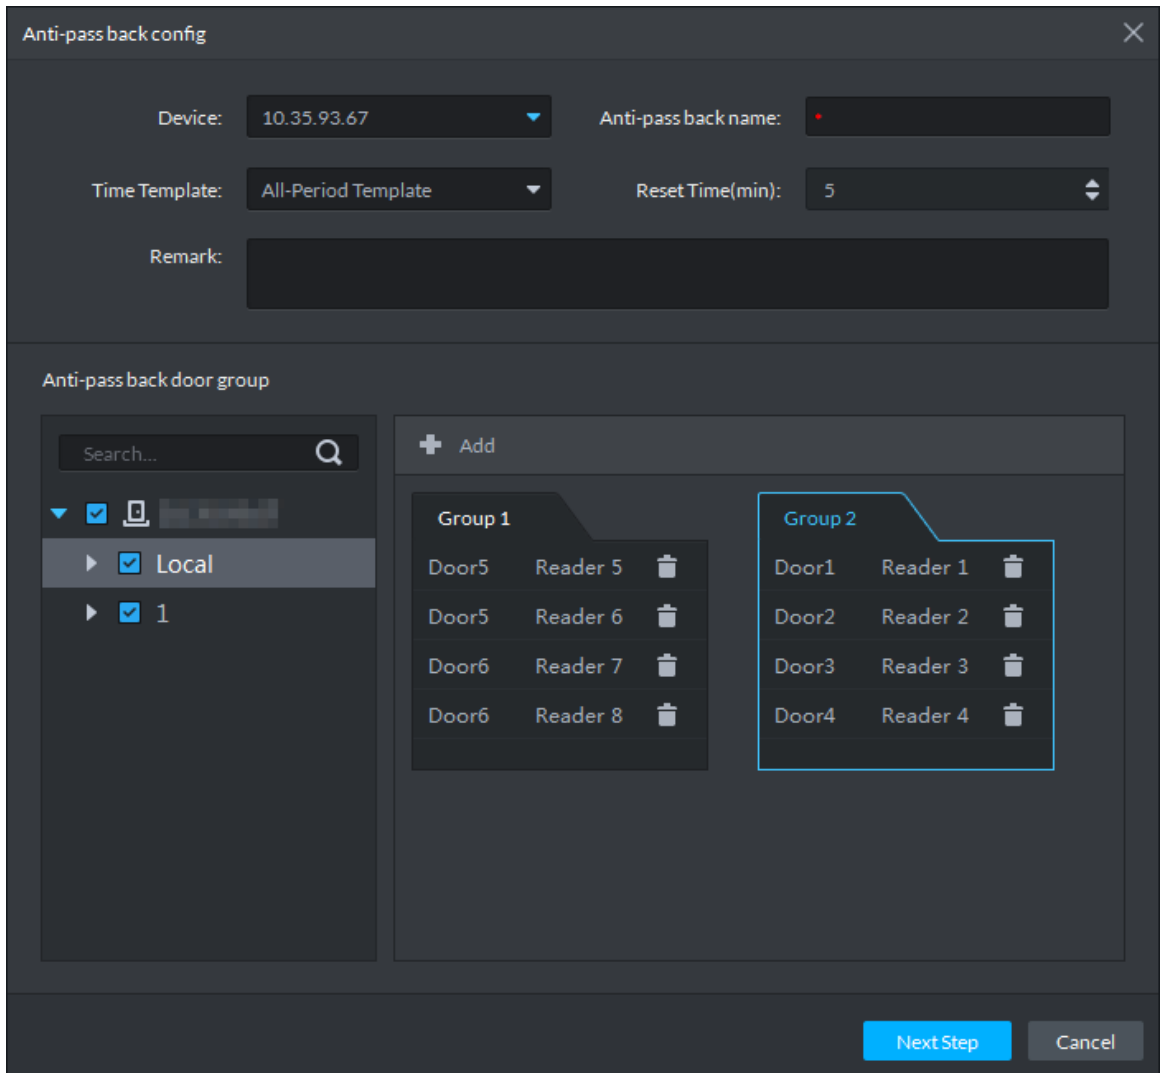 Anti-pass back config
Device: 10.35.93.67 Anti-pass back name: *
Time Template: All-Period Template Reset Time(min): 5
Remark:
Anti-pass back door group
Search...
Add
Local
1
Group 1
Door5 Reader 5
Door5 Reader 6
Door6 Reader 7
Door6 Reader 8
Group 2
Door1 Reader 1
Door2 Reader 2
Door3 Reader 3
Door4 Reader 4
Next Step Cancel